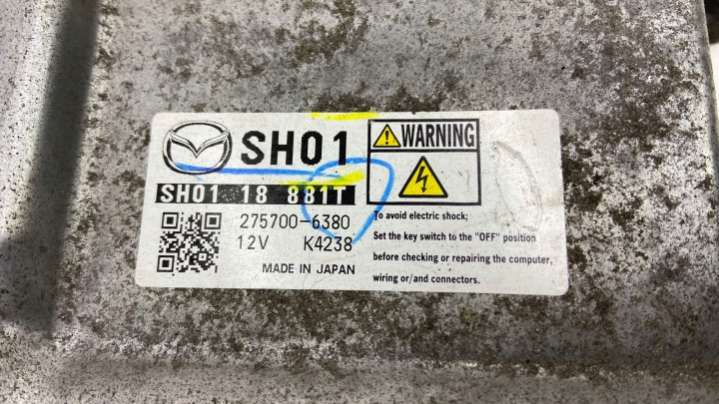 SH01
WARNING
SH01 18 881T
275700-6380
12V K4238
MADE IN JAPAN
To avoid electric shock;
Set the key switch to the "OFF" position
before checking or repairing the computer,
wiring or/and connectors.